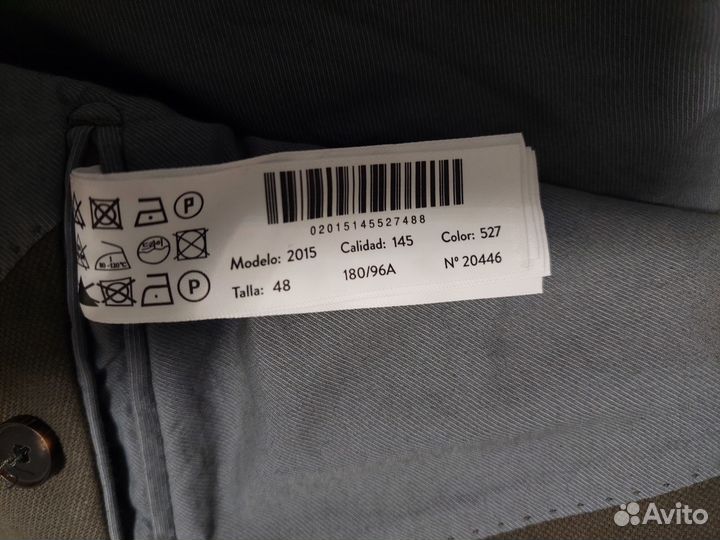 02015145527488
Modelo: 2015 Calidad: 145 Color: 527
Talla: 48 180/96A Nº 20446
P
P
Avito